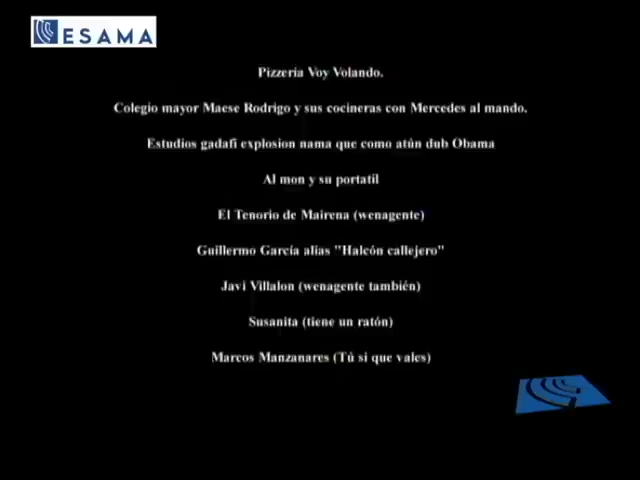 ESAMA
Pizzeria Voy Volando.
Colegio mayor Maese Rodrigo y sus cocineras con Mercedes al mando.
Estudios gadafi explosion nama que como atún dub Obama
Al mon y su portatil
El Tenorio de Mairena (wenagente)
Guillermo García alias "Halcón callejero"
Javi Villalon (wenagente también)
Susanita (tiene un ratón)
Marcos Manzanares (Tú si que vales)